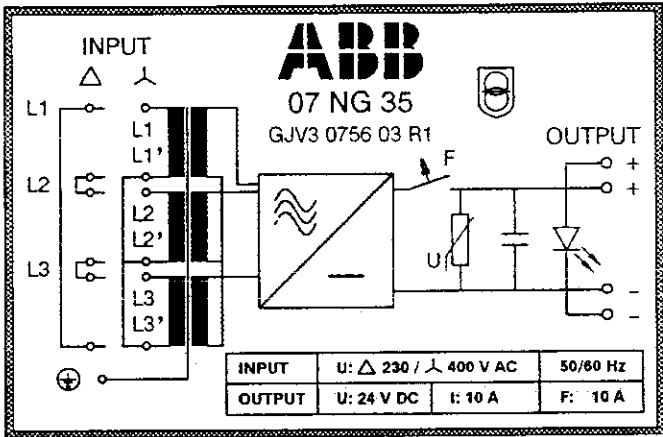 INPUT
ABB
07 NG 35
GJV3 0756 03 R1
OUTPUT
L1
L1
L1'
L2
L2
L2'
L3
L3
L3'
F
U
+
+
−
−
INPUT U: △ 230 / 人 400 V AC 50/60 Hz
OUTPUT U: 24 V DC I: 10 A F: 10 A